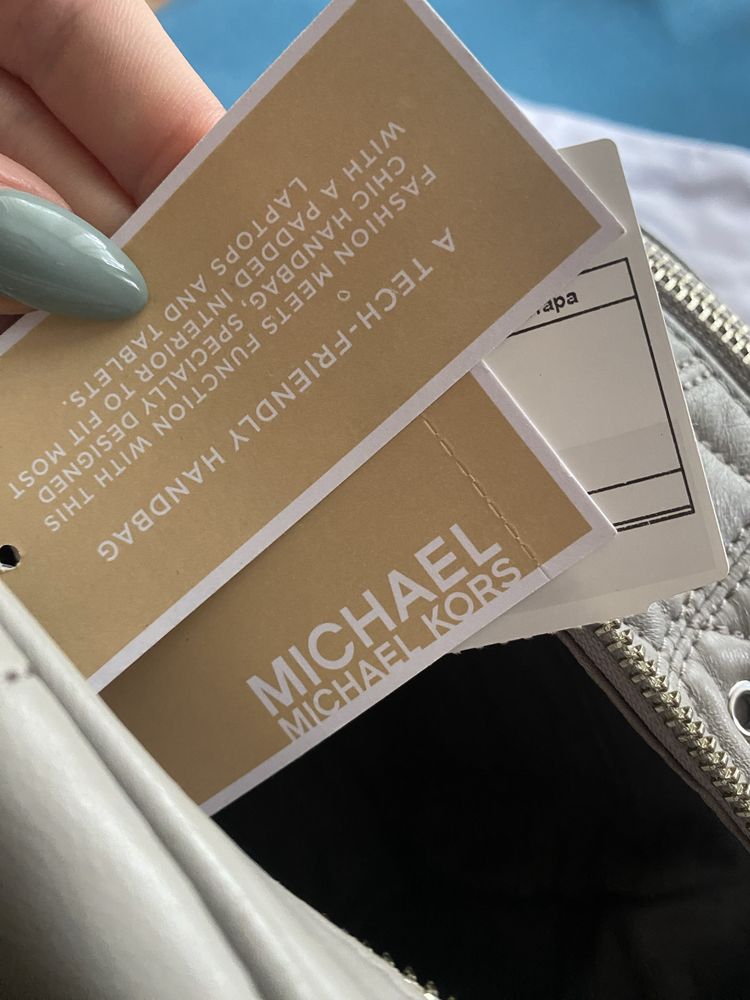 A TECH-FRIENDLY HANDBAG
FASHION MEETS FUNCTION WITH THIS
CHIC HANDBAG, SPECIALLY DESIGNED
WITH A PADDED INTERIOR TO FIT MOST
LAPTOPS AND TABLETS.
MICHAEL
MICHAEL KORS